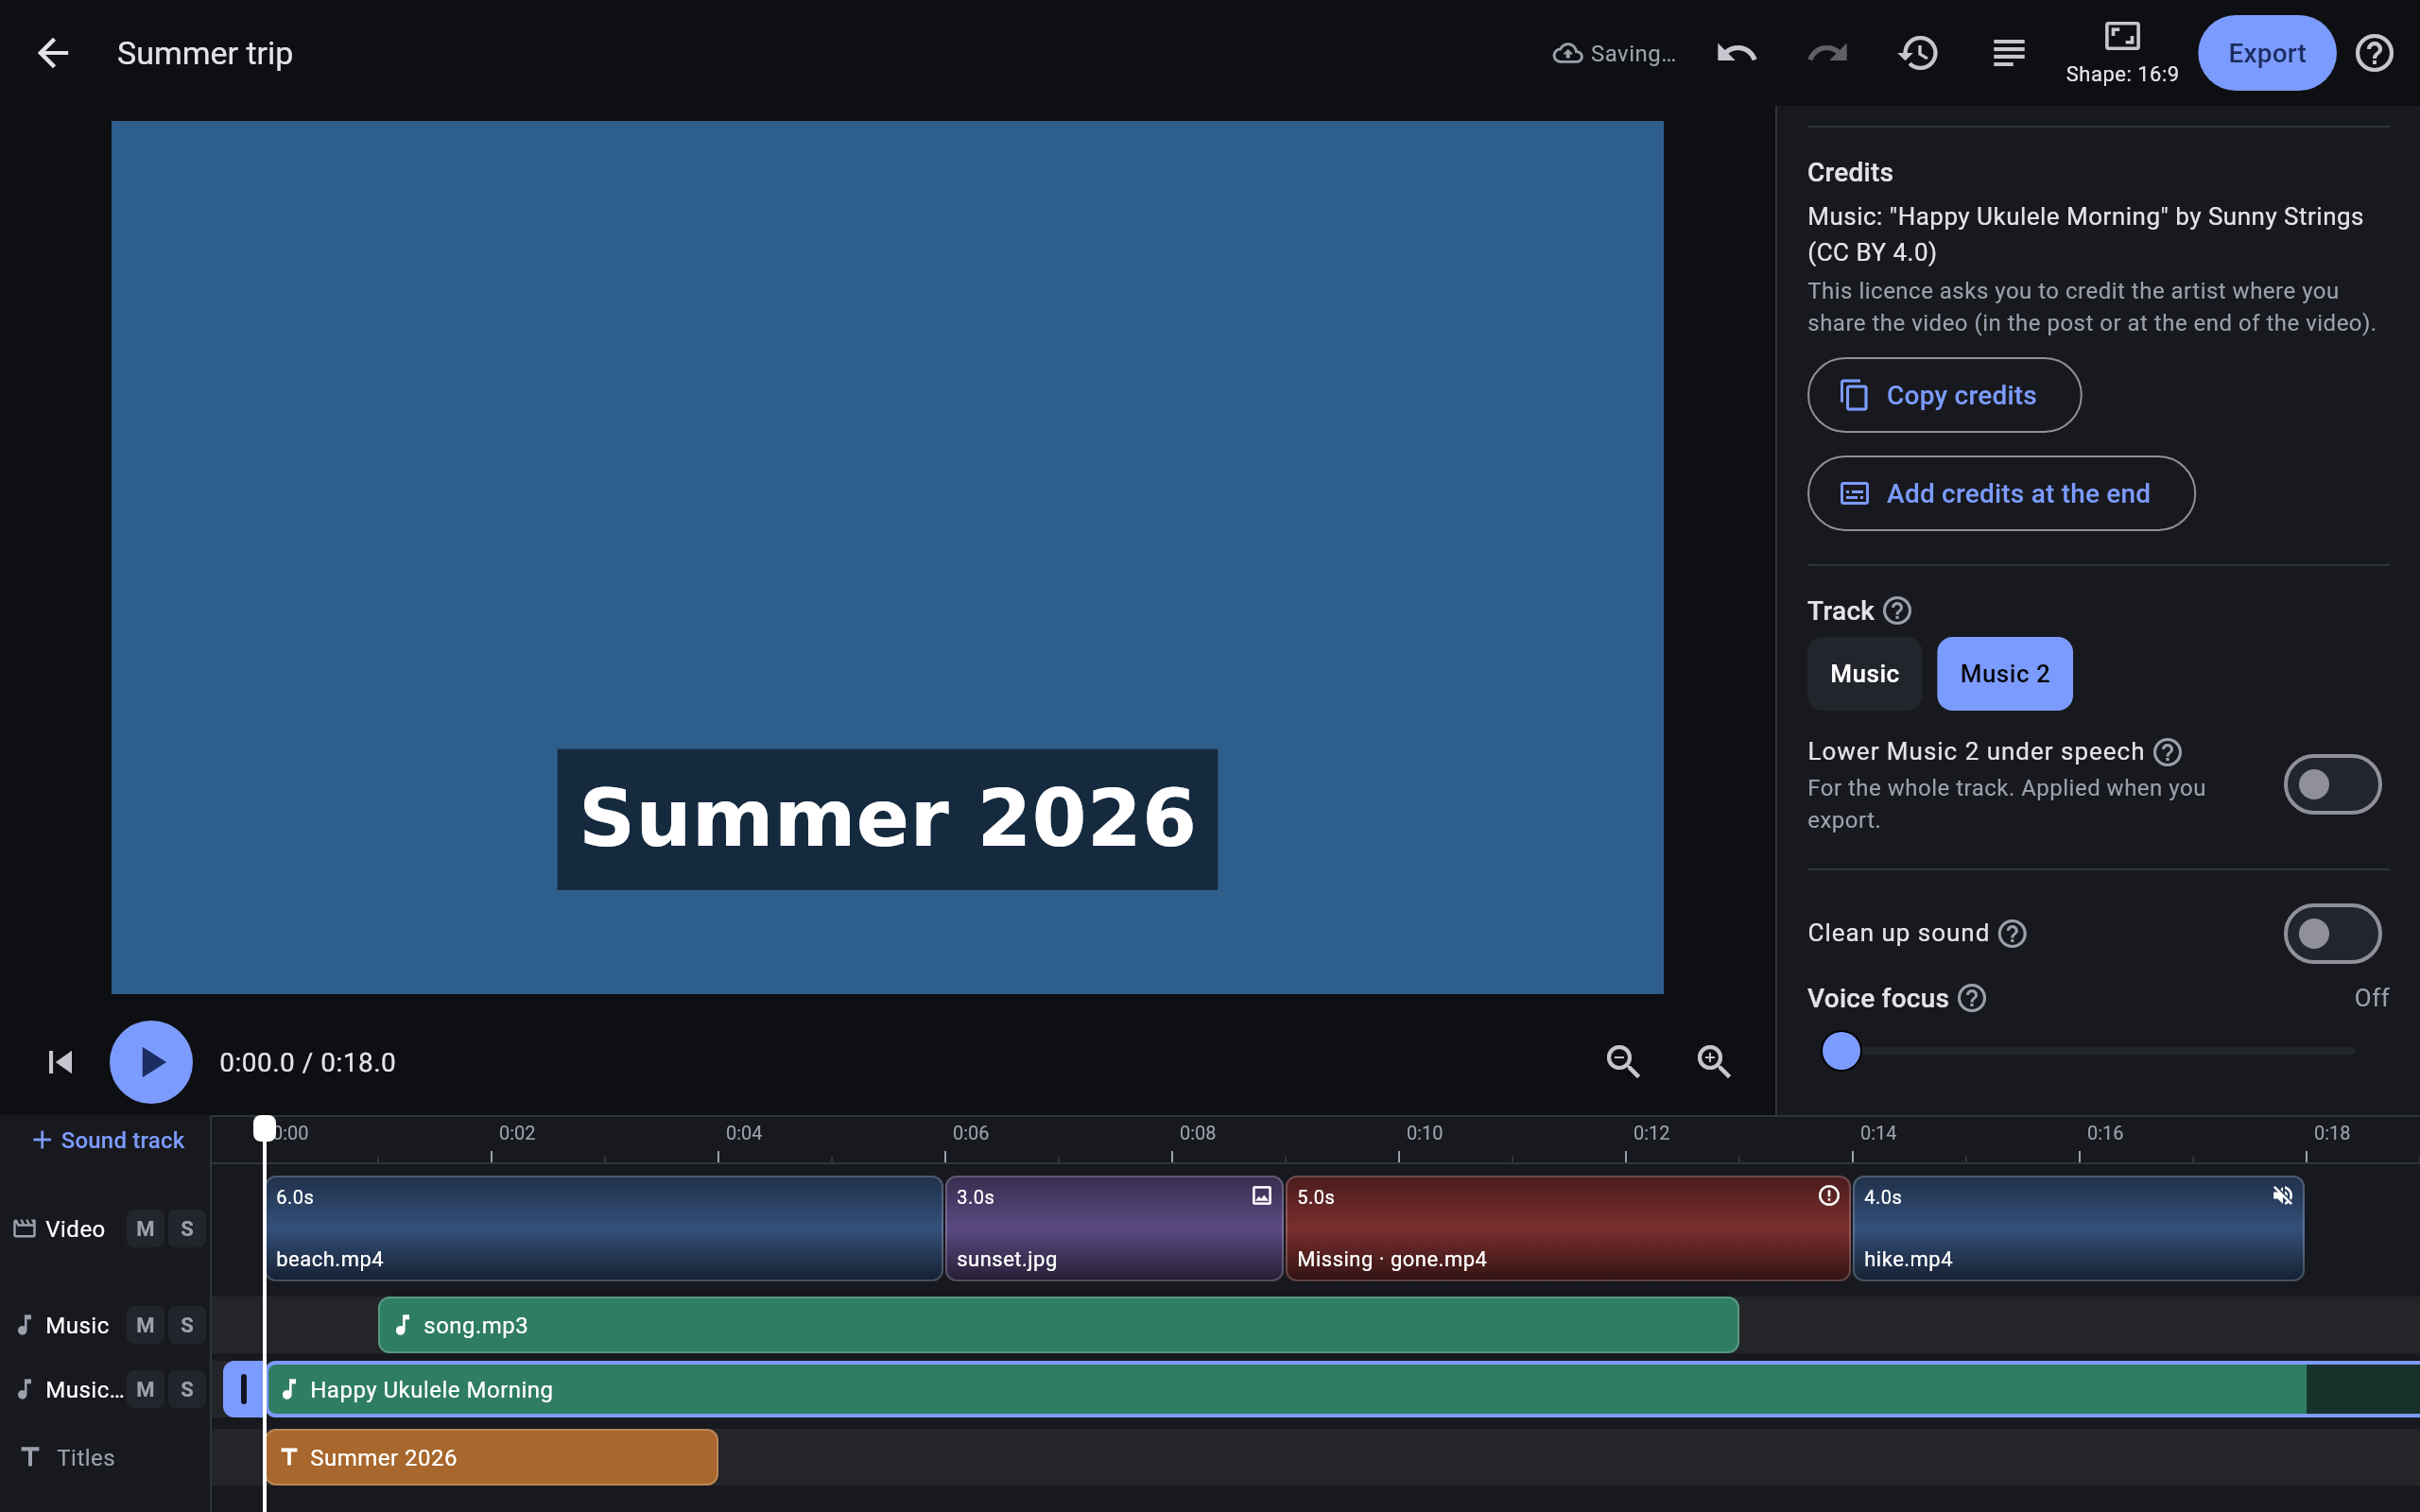 Summer trip
Saving...
Shape: 16:9
Export
Credits
Music: "Happy Ukulele Morning" by Sunny Strings
(CC BY 4.0)
This licence asks you to credit the artist where you
share the video (in the post or at the end of the video).
Copy credits
Add credits at the end
Track
Music
Music 2
Lower Music 2 under speech
For the whole track. Applied when you
export.
Clean up sound
Voice focus
Off
Summer 2026
0:00.0 / 0:18.0
Sound track
0:00 0:02 0:04 0:06 0:08 0:10 0:12 0:14 0:16 0:18
Video M S
6.0s
beach.mp4
3.0s
sunset.jpg
5.0s
Missing · gone.mp4
4.0s
hike.mp4
Music M S
song.mp3
Music... M S
Happy Ukulele Morning
Titles
Summer 2026